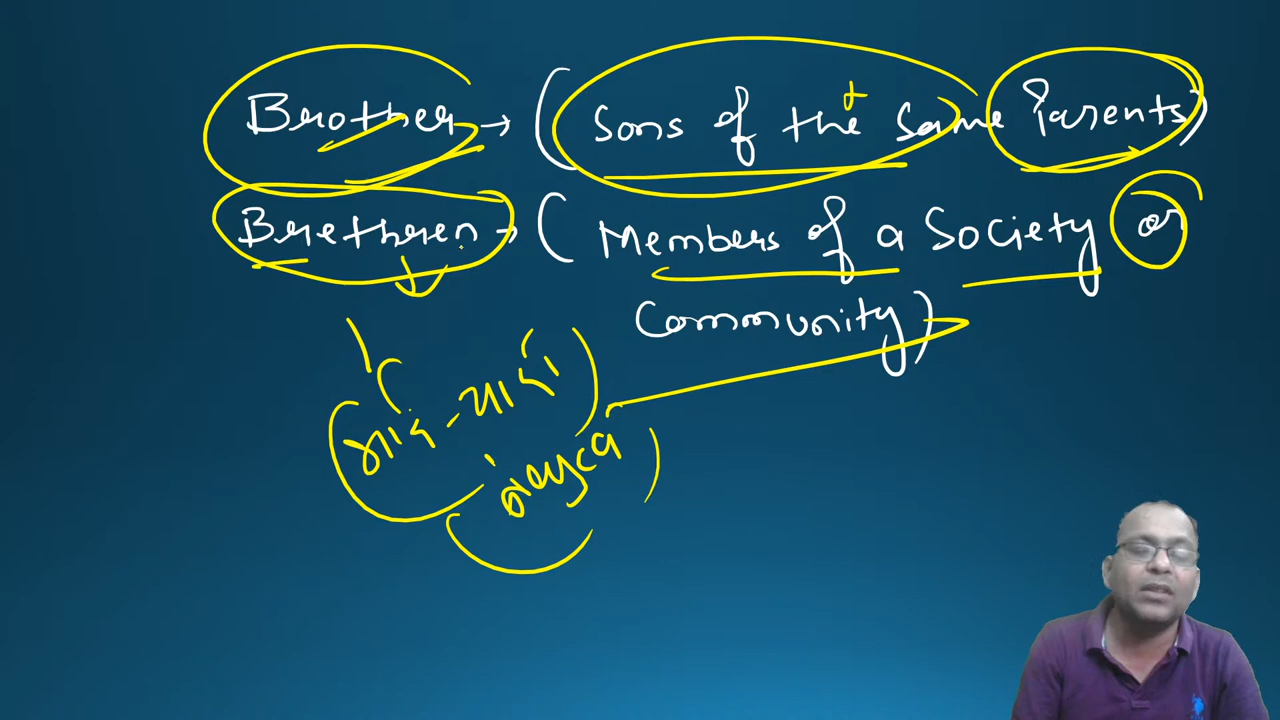 Brother → (Sons of the Same Parents)
Brethren → (Members of a Society or
Community)
भाई-चारा
बंधुत्व